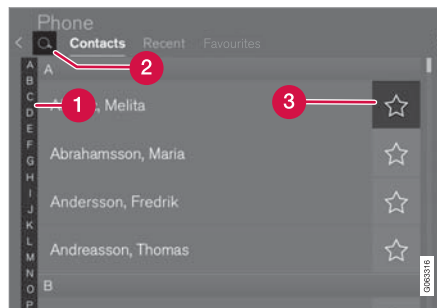 Phone
Contacts Recent Favourites
2
A
B
C
D
E
F
G
H
I
J
K
L
M
N
O
P
A
1
Melita
3
Abrahamsson, Maria
Andersson, Fredrik
Andreasson, Thomas
B
G063316